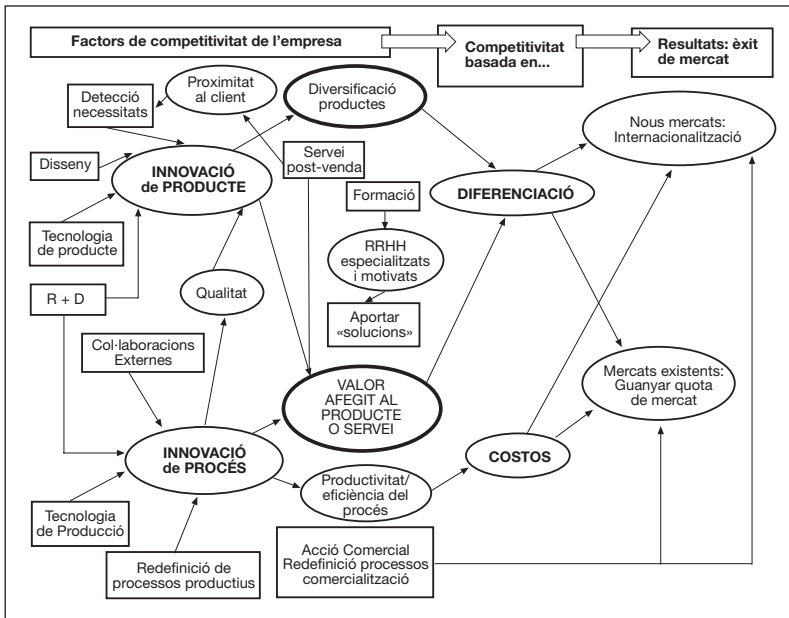 Factors de competitivitat de l'empresa
Competitivitat
basada en...
Resultats: èxit
de mercat
Detecció
necessitats
Proximitat
al client
Diversificació
productes
Nous mercats:
Internacionalització
Disseny
INNOVACIÓ
de PRODUCTE
Servei
post-venda
Formació
DIFERENCIACIÓ
Tecnologia
de producte
RRHH
especialitzats
i motivats
R + D
Qualitat
Aportar
«solucions»
Col·laboracions
Externes
VALOR
AFEGIT AL
PRODUCTE
O SERVEI
Mercats existents:
Guanyar quota
de mercat
INNOVACIÓ
de PROCÉS
COSTOS
Productivitat/
eficiència del
procés
Tecnologia
de Producció
Redefinició de
processos productius
Acció Comercial
Redefinició processos
comercialització